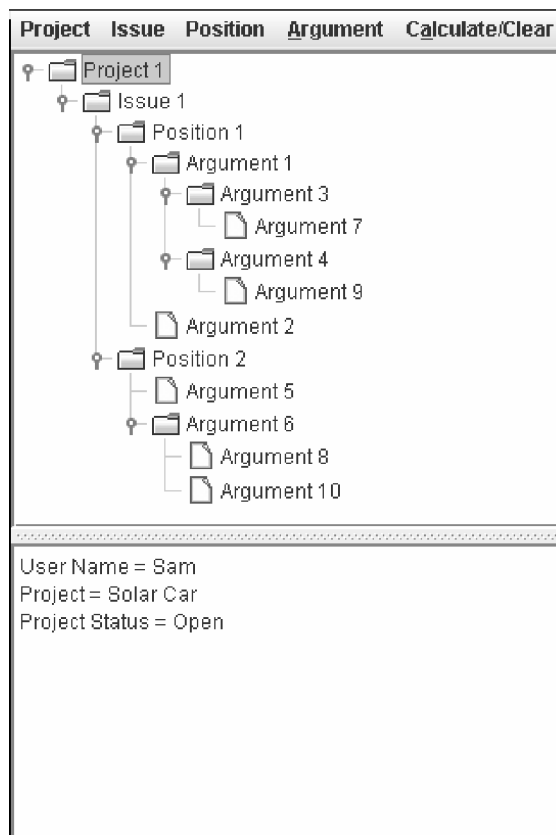 Project Issue Position Argument Calculate/Clear
Project 1
Issue 1
Position 1
Argument 1
Argument 3
Argument 7
Argument 4
Argument 9
Argument 2
Position 2
Argument 5
Argument 6
Argument 8
Argument 10
User Name = Sam
Project = Solar Car
Project Status = Open